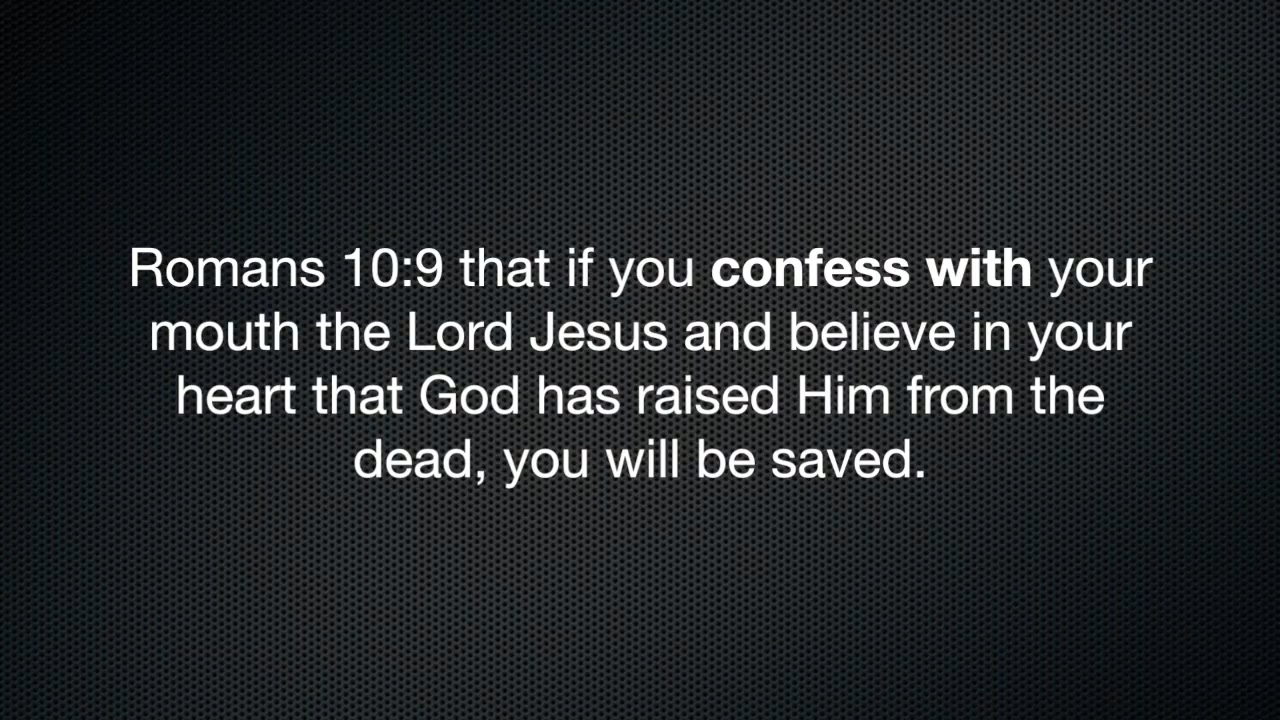 Romans 10:9 that if you confess with your
mouth the Lord Jesus and believe in your
heart that God has raised Him from the
dead, you will be saved.